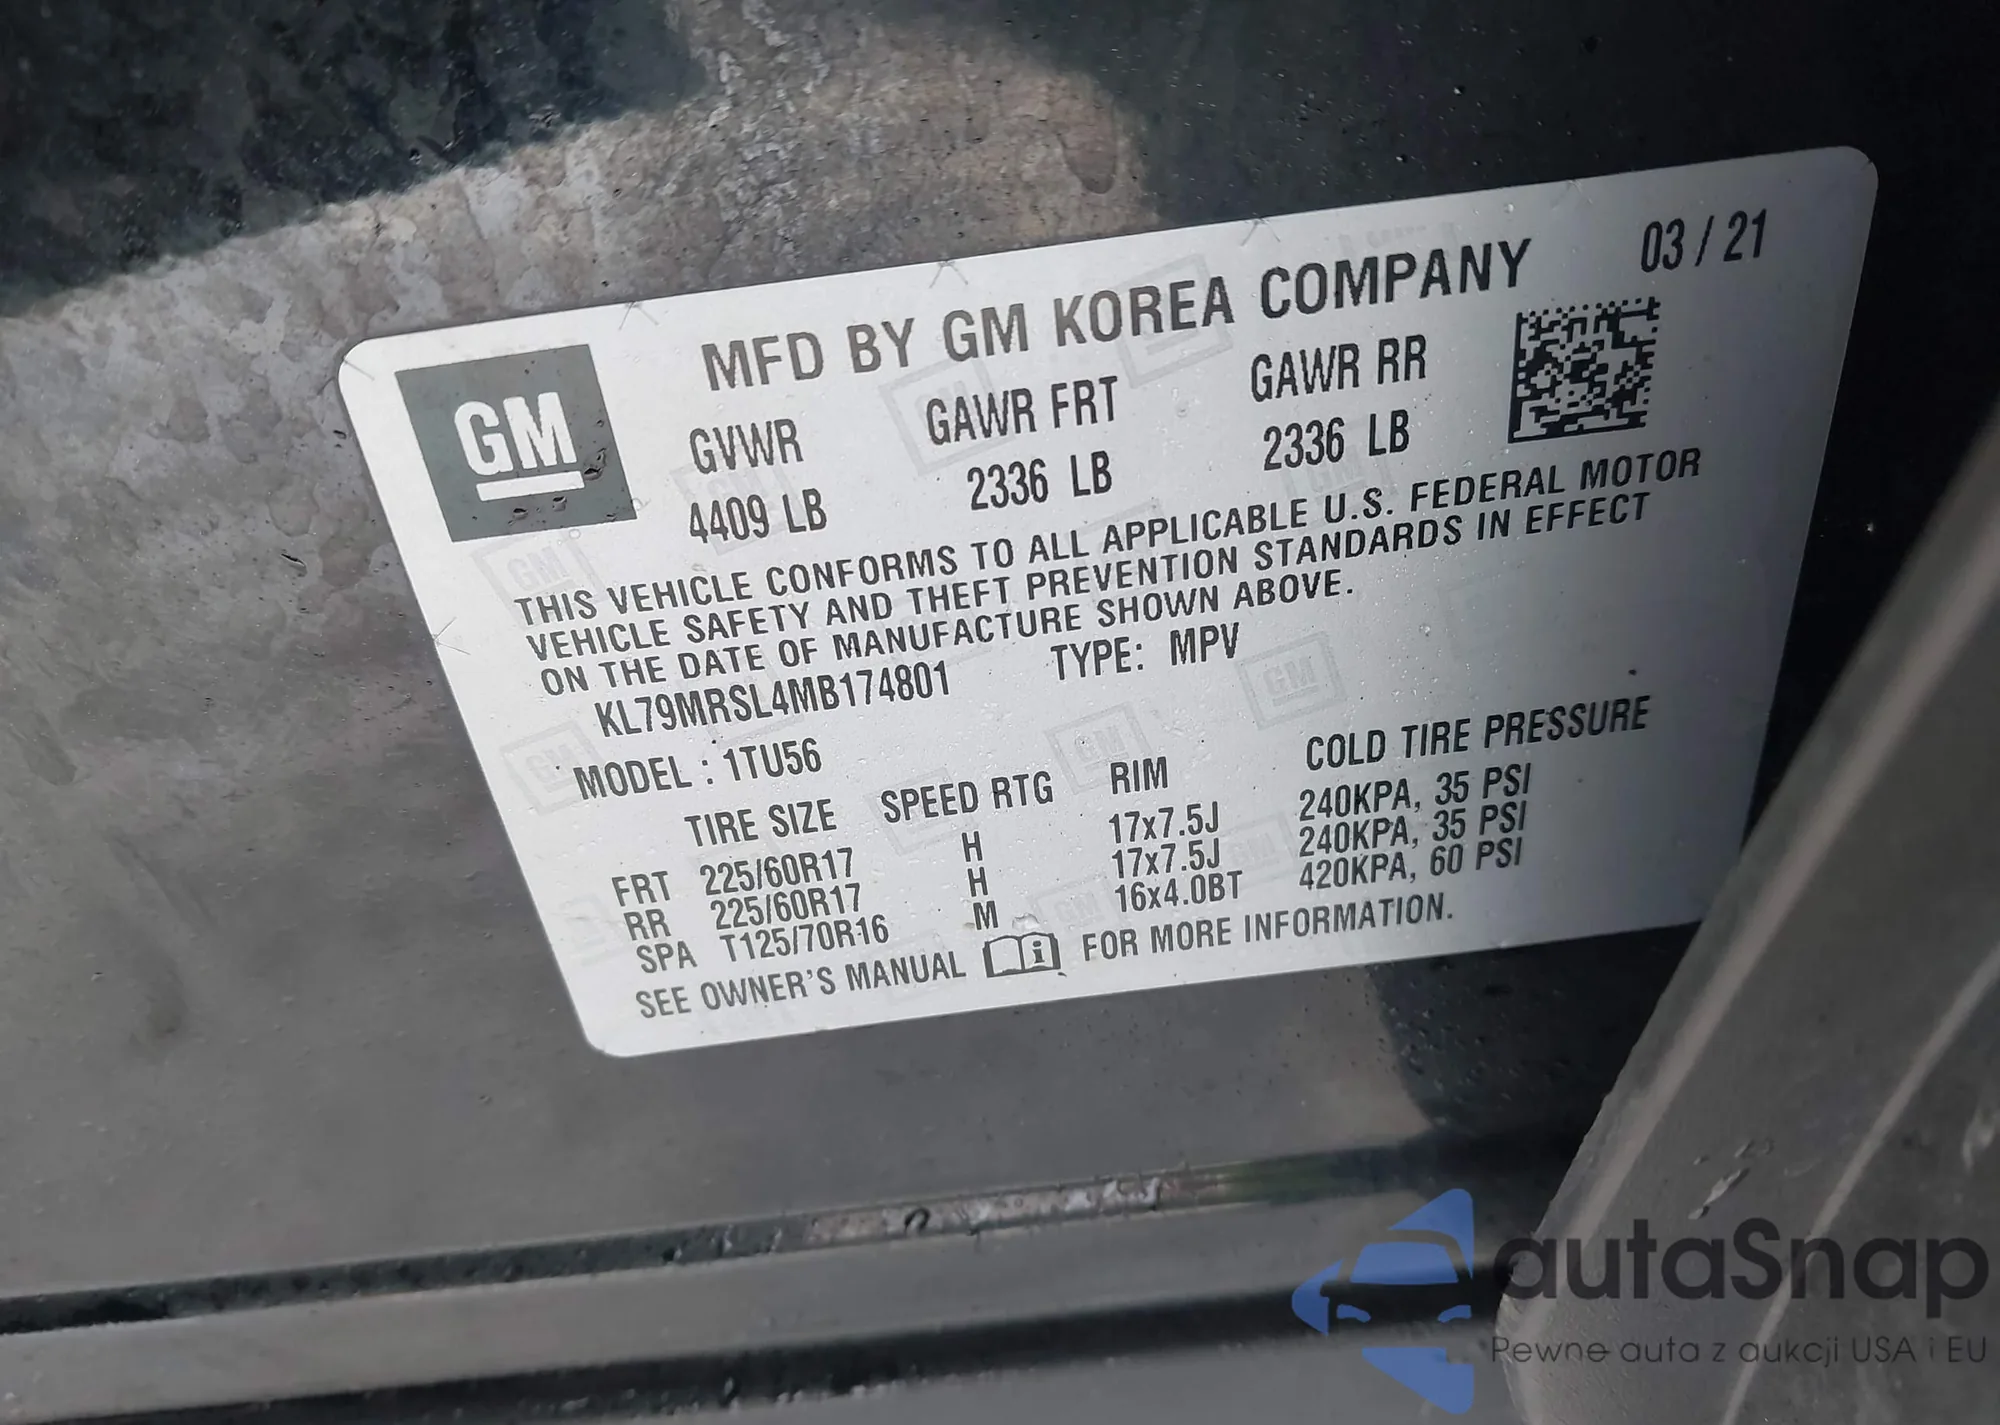 03 / 21
MFD BY GM KOREA COMPANY
GM
GVWR GAWR FRT GAWR RR
4409 LB 2336 LB 2336 LB
THIS VEHICLE CONFORMS TO ALL APPLICABLE U.S. FEDERAL MOTOR
VEHICLE SAFETY AND THEFT PREVENTION STANDARDS IN EFFECT
ON THE DATE OF MANUFACTURE SHOWN ABOVE.
KL79MRSL4MB174801 TYPE: MPV
MODEL : 1TU56
TIRE SIZE SPEED RTG RIM COLD TIRE PRESSURE
FRT 225/60R17 H 17x7.5J 240KPA, 35 PSI
RR 225/60R17 H 17x7.5J 240KPA, 35 PSI
SPA T125/70R16 M 16x4.0BT 420KPA, 60 PSI
SEE OWNER'S MANUAL FOR MORE INFORMATION.
autaSnap
Pewne auta z aukcji USA i EU